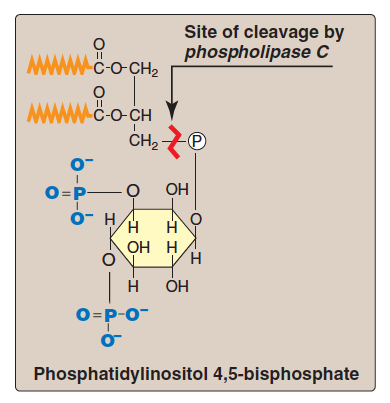 Site of cleavage by
phospholipase C
O
C-O-CH₂
O
C-O-CH
CH₂
P
O⁻
O=P
O
OH
O⁻
H
H
H
O
OH
H
H
O
H
OH
O=P-O⁻
O⁻
Phosphatidylinositol 4,5-bisphosphate